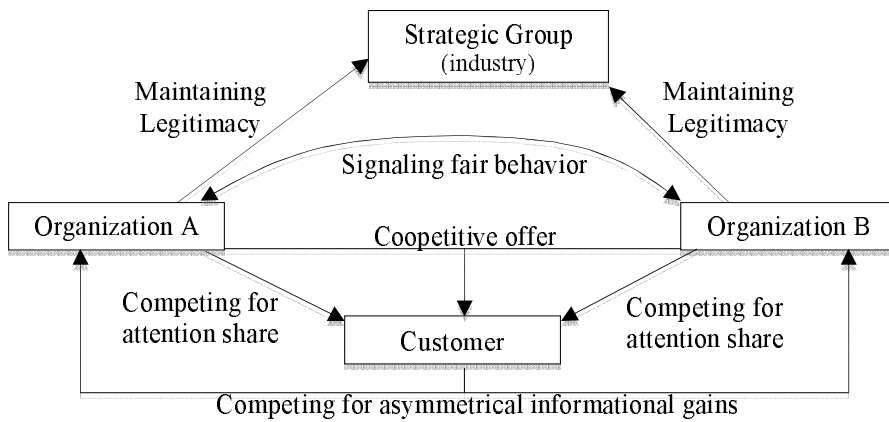 Strategic Group
(industry)
Maintaining
Legitimacy
Maintaining
Legitimacy
Signaling fair behavior
Organization A
Organization B
Coopetitive offer
Competing for
attention share
Competing for
attention share
Customer
Competing for asymmetrical informational gains